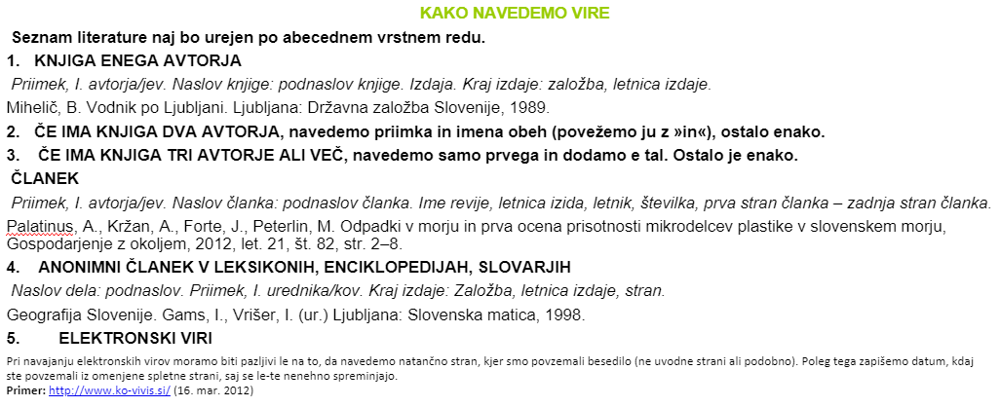 KAKO NAVEDEMO VIRE
Seznam literature naj bo urejen po abecednem vrstnem redu.
1. KNJIGA ENEGA AVTORJA
Priimek, I. avtorja/jev. Naslov knjige: podnaslov knjige. Izdaja. Kraj izdaje: založba, letnica izdaje.
Mihelič, B. Vodnik po Ljubljani. Ljubljana: Državna založba Slovenije, 1989.
2. ČE IMA KNJIGA DVA AVTORJA, navedemo priimka in imena obeh (povežemo ju z »in«), ostalo enako.
3. ČE IMA KNJIGA TRI AVTORJE ALI VEČ, navedemo samo prvega in dodamo e tal. Ostalo je enako.
ČLANEK
Priimek, I. avtorja/jev. Naslov članka: podnaslov članka. Ime revije, letnica izida, letnik, številka, prva stran članka – zadnja stran članka.
Palatinus, A., Kržan, A., Forte, J., Peterlin, M. Odpadki v morju in prva ocena prisotnosti mikrodelcev plastike v slovenskem morju,
Gospodarjenje z okoljem, 2012, let. 21, št. 82, str. 2–8.
4. ANONIMNI ČLANEK V LEKSIKONIH, ENCIKLOPEDIJAH, SLOVARJIH
Naslov dela: podnaslov. Priimek, I. urednika/kov. Kraj izdaje: Založba, letnica izdaje, stran.
Geografija Slovenije. Gams, I., Vrišer, I. (ur.) Ljubljana: Slovenska matica, 1998.
5. ELEKTRONSKI VIRI
Pri navajanju elektronskih virov moramo biti pazljivi le na to, da navedemo natančno stran, kjer smo povzemali besedilo (ne uvodne strani ali podobno). Poleg tega zapišemo datum, kdaj
ste povzemali iz omenjene spletne strani, saj se le-te nenehno spreminjajo.
Primer: http://www.ko-vivis.si/ (16. mar. 2012)